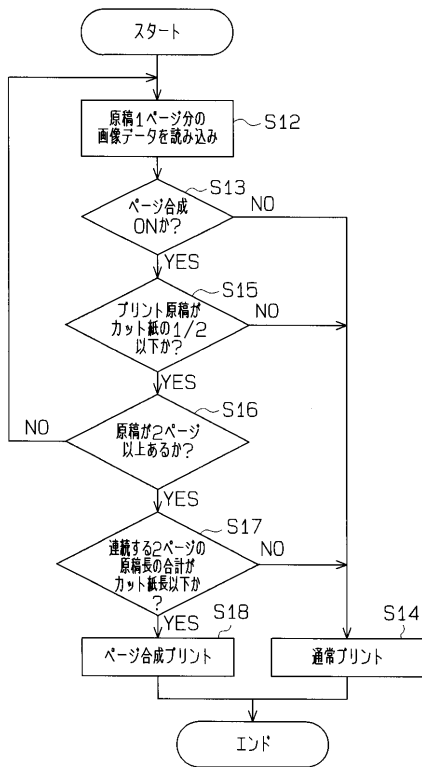 スタート
原稿1ページ分の
画像データを読み込み
S12
ページ合成
ONか?
S13
NO
YES
プリント原稿が
カット紙の1/2
以下か?
S15
NO
YES
原稿が2ページ
以上あるか?
S16
NO
YES
連続する2ページの
原稿長の合計が
カット紙長以下か
?
S17
NO
YES
ページ合成プリント
S18
通常プリント
S14
エンド